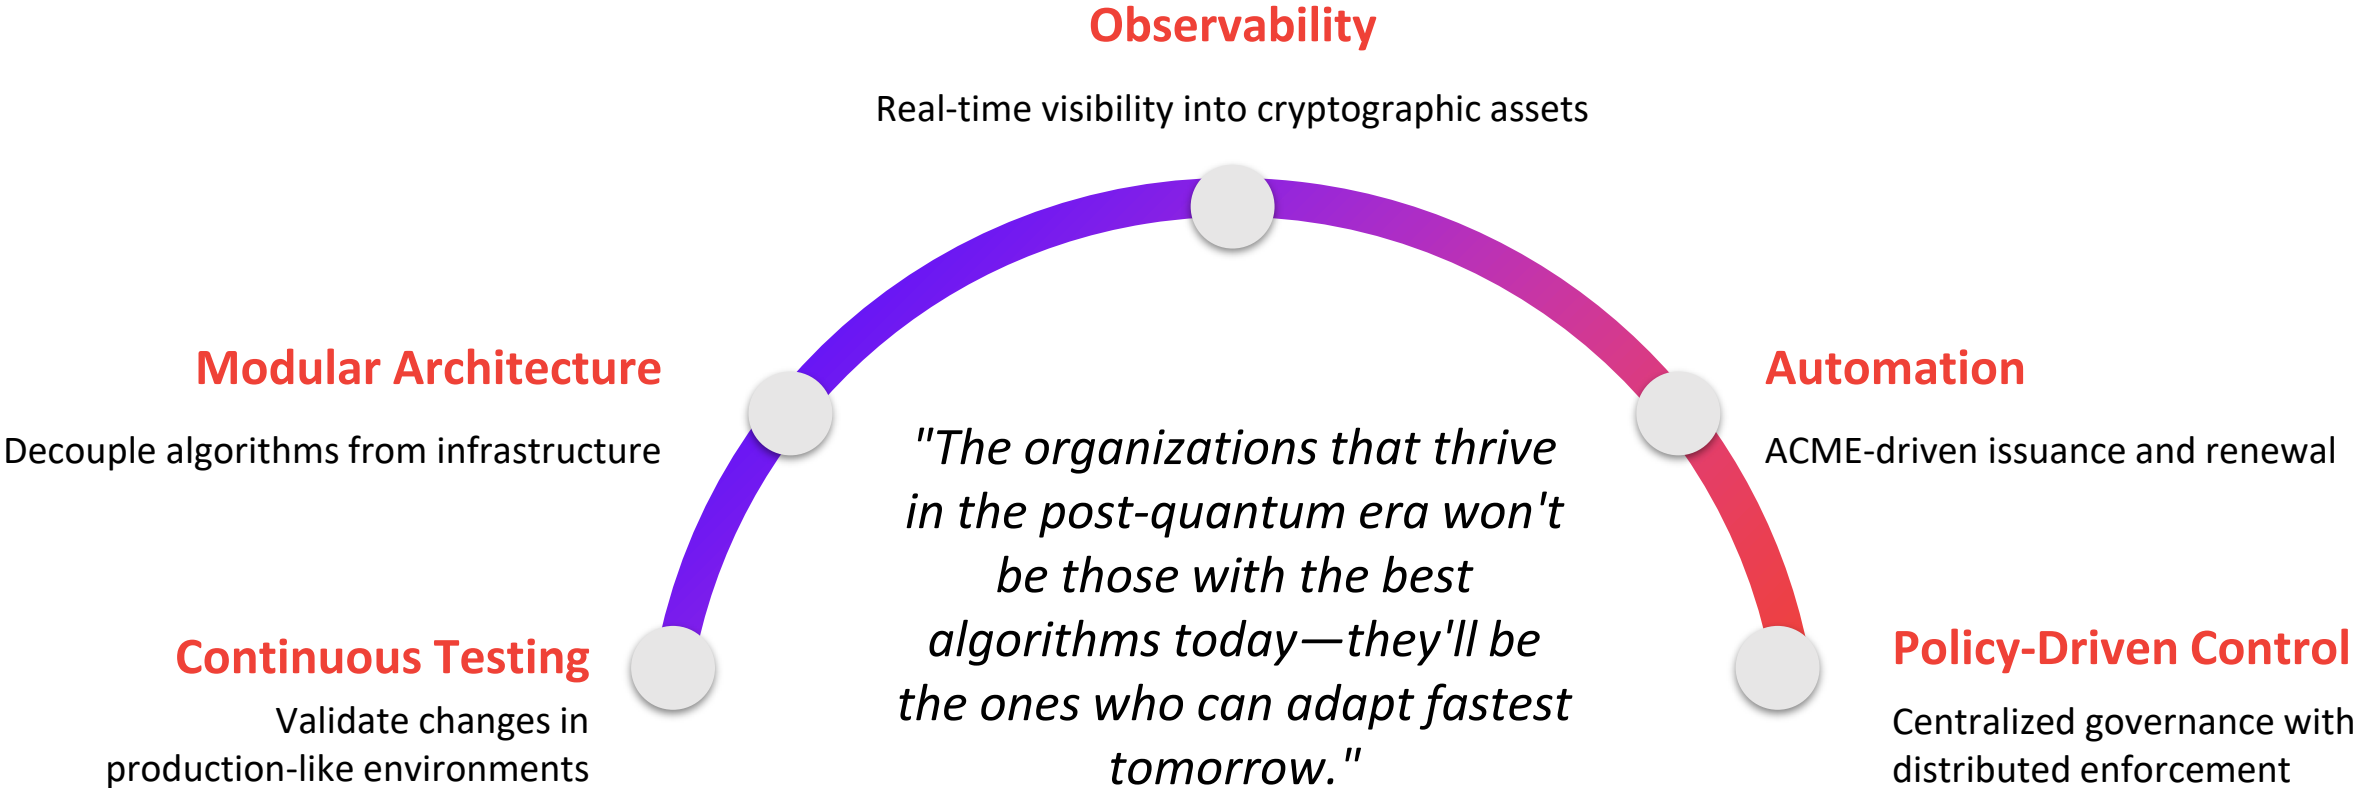 Observability
Real-time visibility into cryptographic assets
Modular Architecture
Decouple algorithms from infrastructure
Automation
ACME-driven issuance and renewal
"The organizations that thrive
in the post-quantum era won't
be those with the best
algorithms today—they'll be
the ones who can adapt fastest
tomorrow."
Continuous Testing
Validate changes in
production-like environments
Policy-Driven Control
Centralized governance with
distributed enforcement